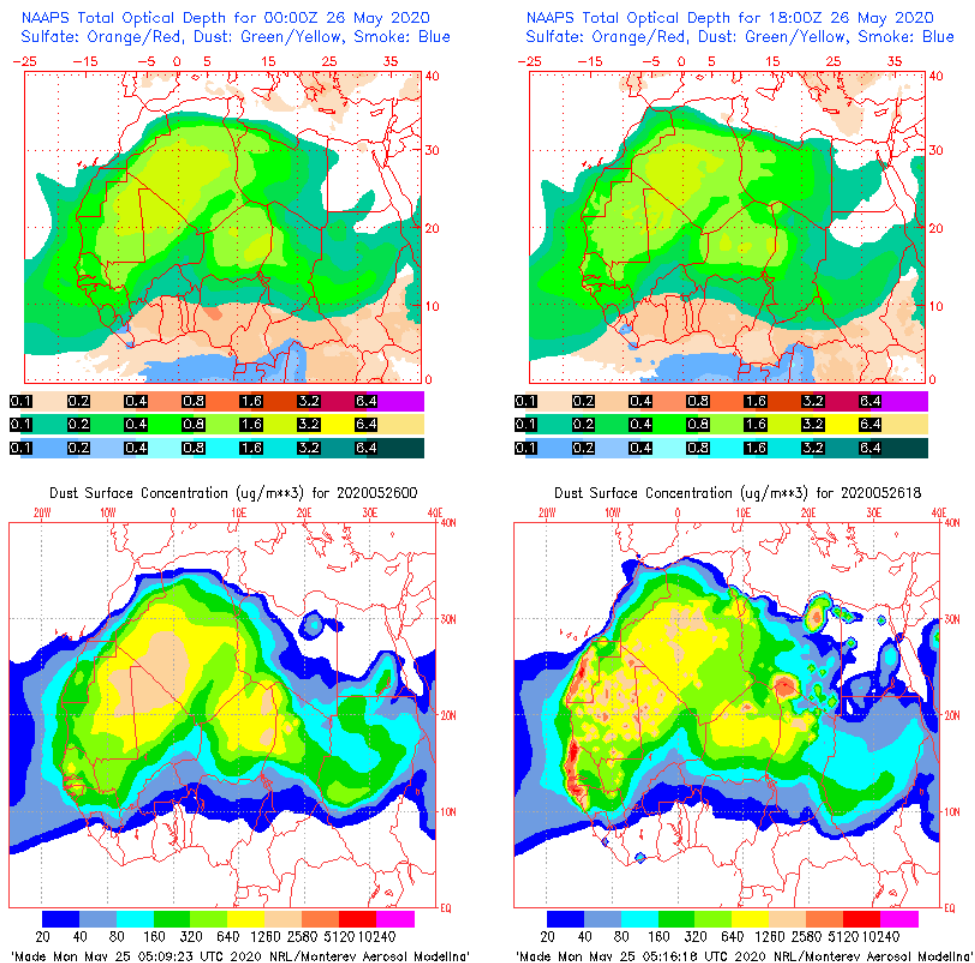 NAAPS Total Optical Depth for 00:00Z 26 May 2020
Sulfate: Orange/Red, Dust: Green/Yellow, Smoke: Blue
-25 -15 -5 5 15 25 40
30
20
10
0
0 5 15 25
0.1 0.2 0.4 0.8 1.6 3.2 6.4
0.1 0.2 0.4 0.8 1.6 3.2 6.4
0.1 0.2 0.4 0.8 1.6 3.2 6.4
NAAPS Total Optical Depth for 18:00Z 26 May 2020
Sulfate: Orange/Red, Dust: Green/Yellow, Smoke: Blue
-25 -15 -5 5 15 25 40
30
20
10
0
0 5 15 25
0.1 0.2 0.4 0.8 1.6 3.2 6.4
0.1 0.2 0.4 0.8 1.6 3.2 6.4
0.1 0.2 0.4 0.8 1.6 3.2 6.4
Dust Surface Concentration (ug/m**3) for 2020052600
20W 10W 0 10E 20E 30E 40E
40N
30N
20N
10N
EQ
20 40 80 160 320 640 1260 2580 5120 10240
'Made Mon May 25 05:09:23 UTC 2020 NRL/Monterey Aerosol Modeling'
Dust Surface Concentration (ug/m**3) for 2020052618
20W 10W 0 10E 20E 30E 40E
40N
30N
20N
10N
EQ
20 40 80 160 320 640 1260 2580 5120 10240
'Made Mon May 25 05:16:18 UTC 2020 NRL/Monterey Aerosol Modeling'